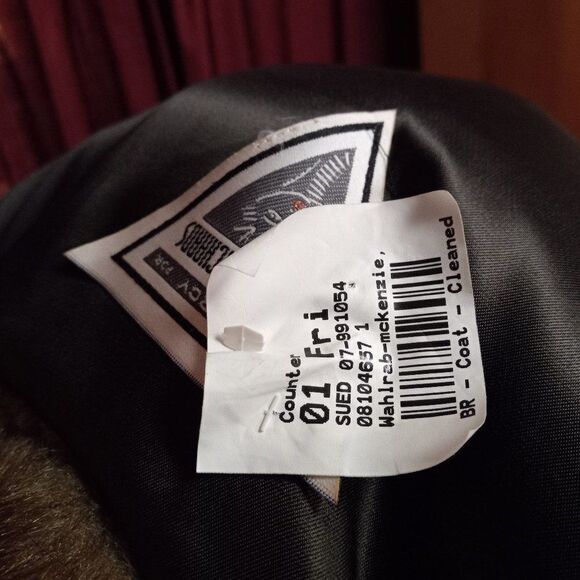 Counter
01 Fri
SUED 07-991054
08104657 1
Wahlrab-mckenzie,
BR - Coat - Cleaned